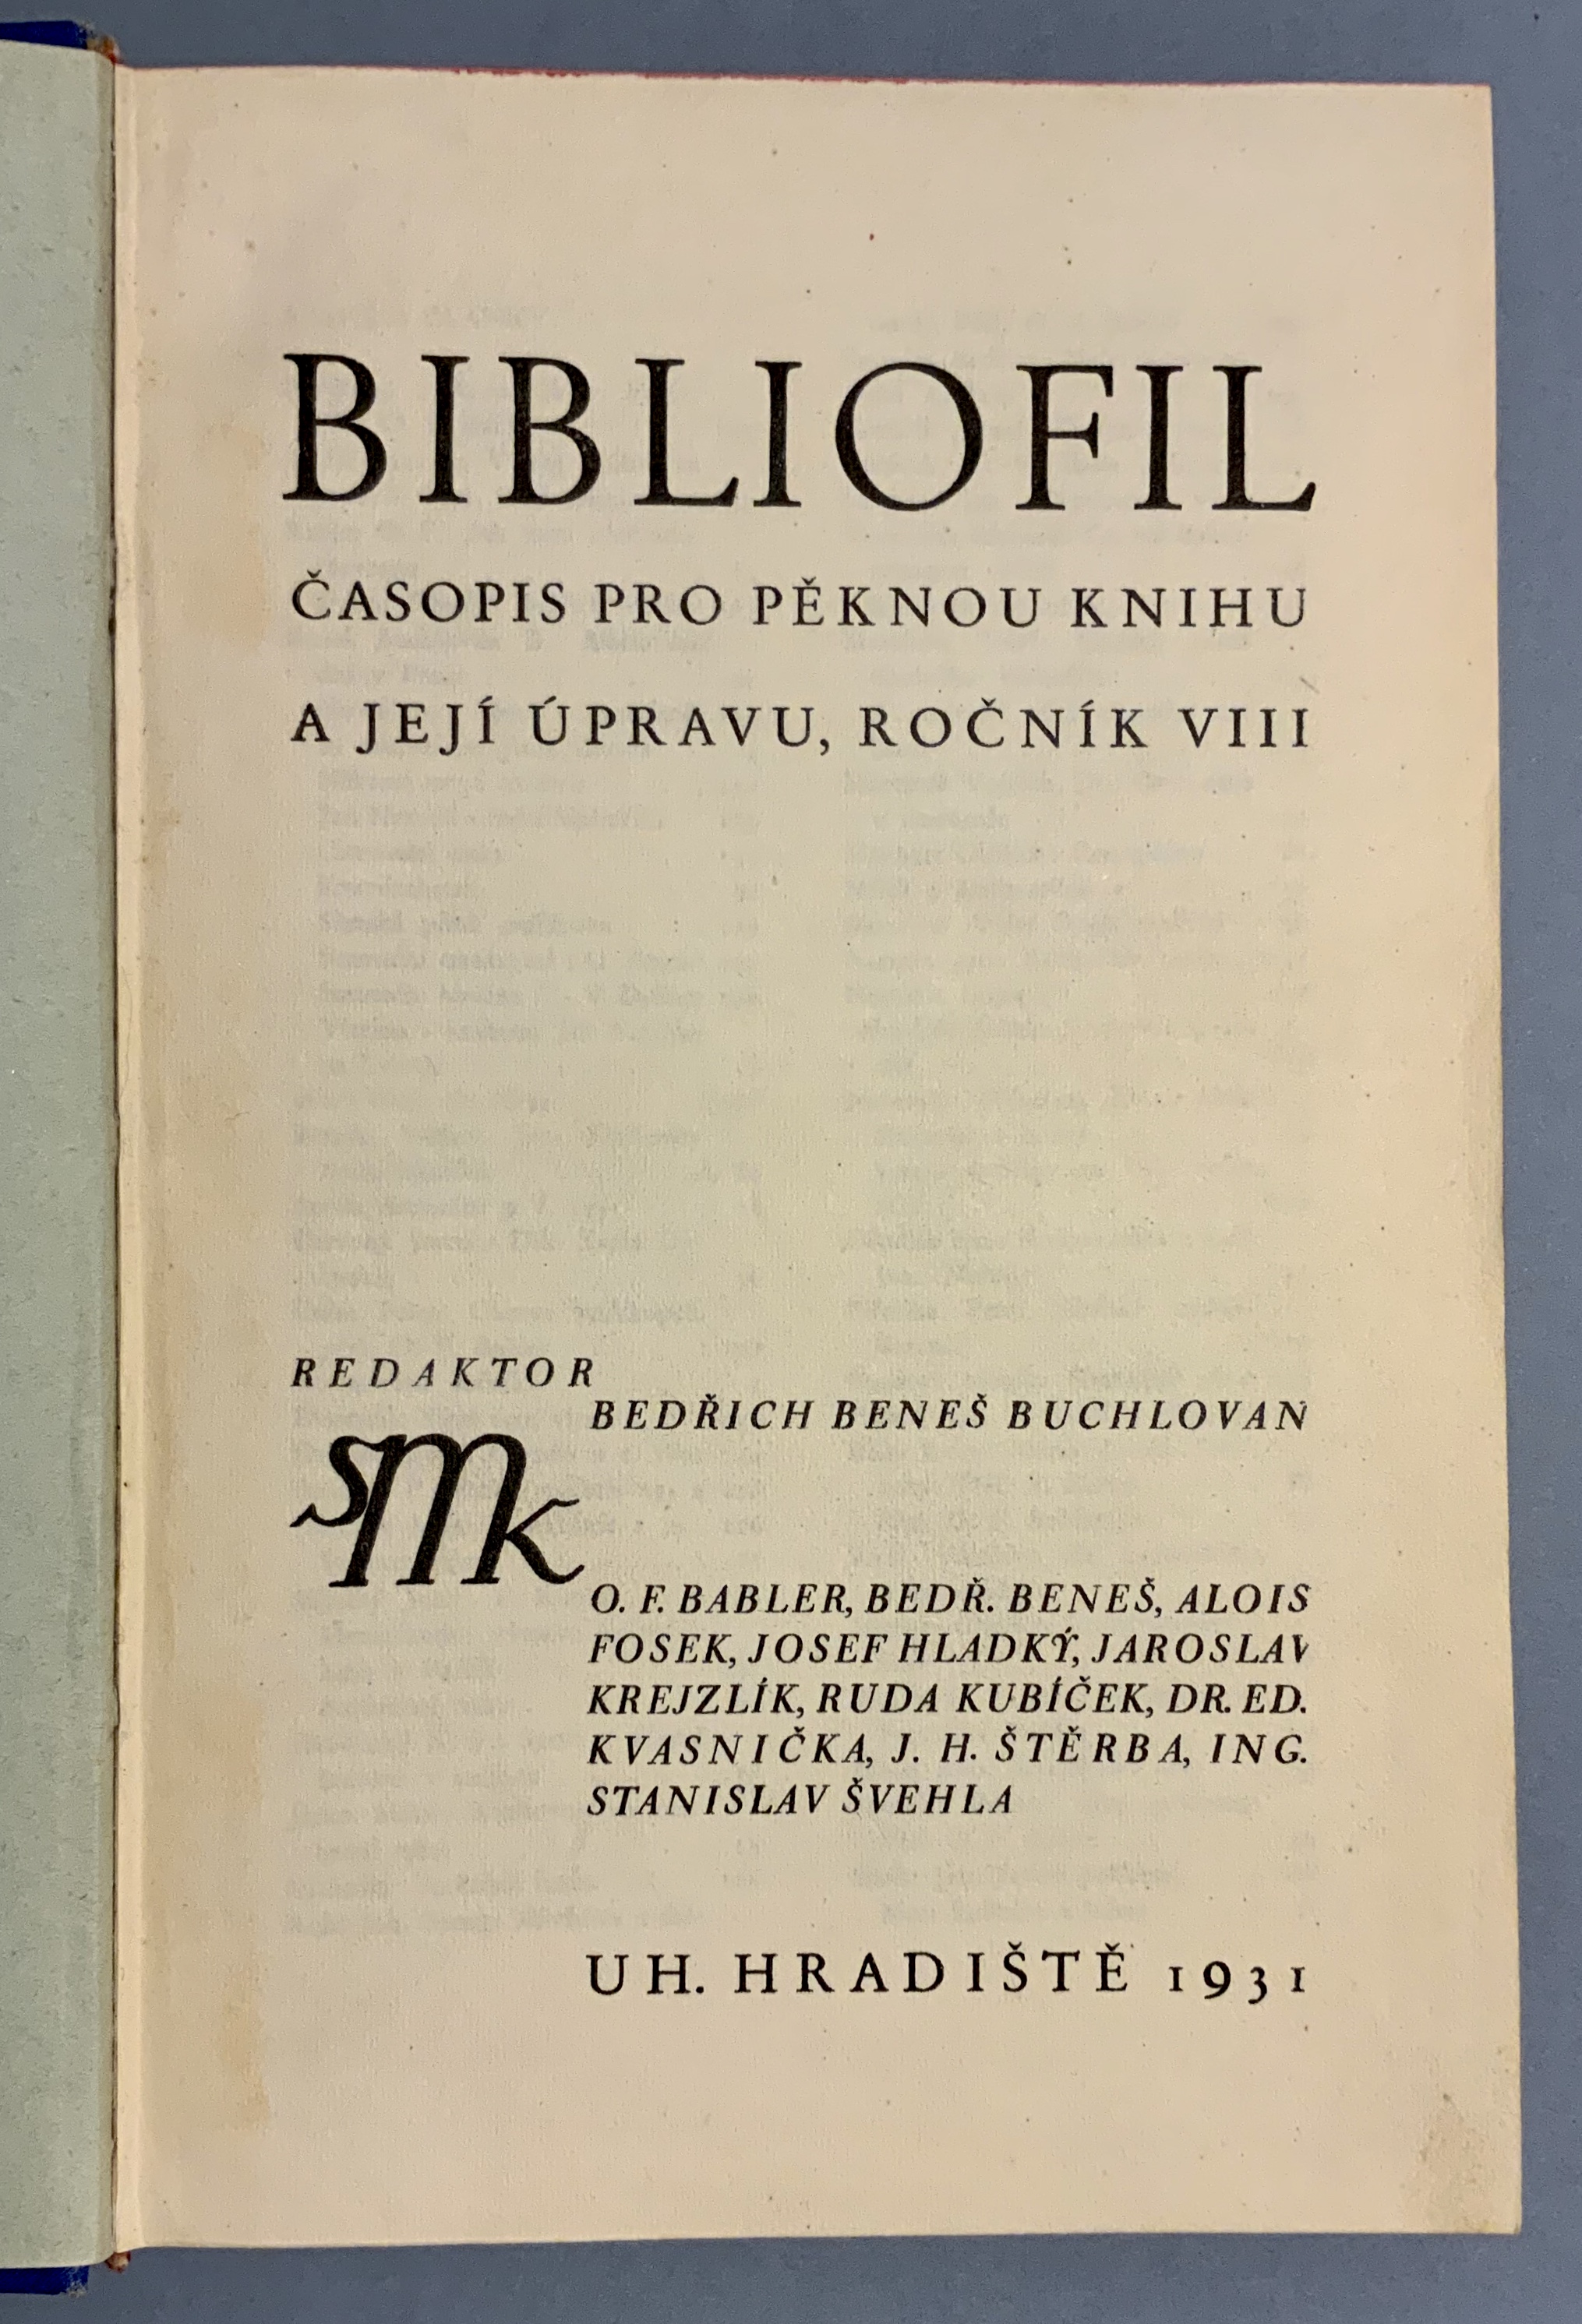 BIBLIOFIL
ČASOPIS PRO PĚKNOU KNIHU
A JEJÍ ÚPRAVU, ROČNÍK VIII
REDAKTOR
BEDŘICH BENEŠ BUCHLOVAN
SMK
O. F. BABLER, BEDŘ. BENEŠ, ALOIS
FOSEK, JOSEF HLADKÝ, JAROSLAV
KREJZLÍK, RUDA KUBÍČEK, DR. ED.
KVASNIČKA, J. H. ŠTĚRBA, ING.
STANISLAV ŠVEHLA
UH. HRADIŠTĚ 1931